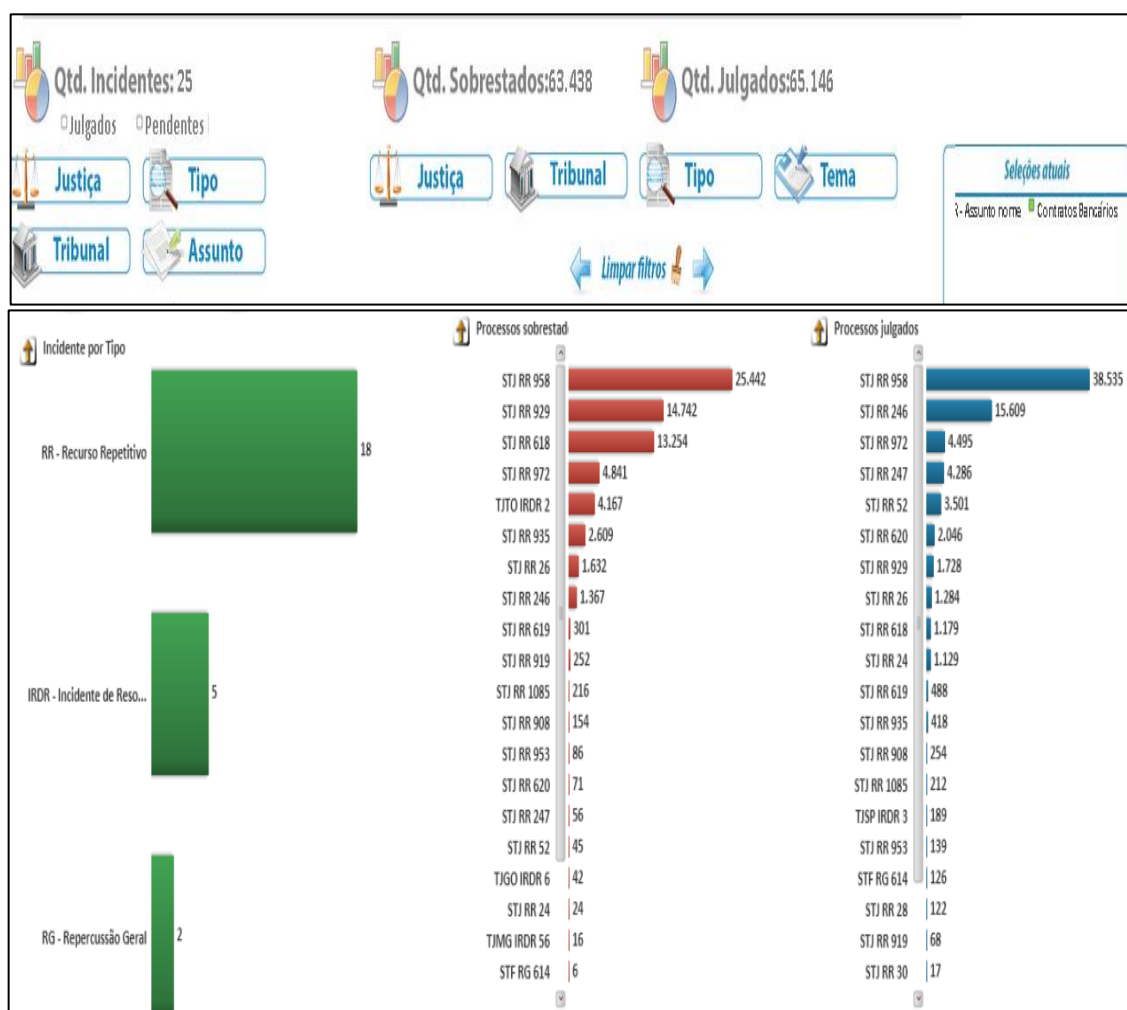 Qtd. Incidentes: 25
Julgados Pendentes
Justiça Tipo
Tribunal Assunto
Qtd. Sobrestados:63.438 Qtd. Julgados:65.146
Justiça Tribunal Tipo Tema
Limpar filtros
Seleções atuais
- Assunto nome Contratos Bancários
Incidente por Tipo
RR - Recurso Repetitivo 18
IRDR - Incidente de Reso... 5
RG - Repercussão Geral 2
Processos sobrestad
STJ RR 958 25.442
STJ RR 929 14.742
STJ RR 618 13.254
STJ RR 972 4.841
TJTO IRDR 2 4.167
STJ RR 935 2.609
STJ RR 26 1.632
STJ RR 246 1.367
STJ RR 619 301
STJ RR 919 252
STJ RR 1085 216
STJ RR 908 154
STJ RR 953 86
STJ RR 620 71
STJ RR 247 56
STJ RR 52 45
TJGO IRDR 6 42
STJ RR 24 24
TJMG IRDR 56 16
STF RG 614 6
Processos julgados
STJ RR 958 38.535
STJ RR 246 15.609
STJ RR 972 4.495
STJ RR 247 4.286
STJ RR 52 3.501
STJ RR 620 2.046
STJ RR 929 1.728
STJ RR 26 1.284
STJ RR 618 1.179
STJ RR 24 1.129
STJ RR 619 488
STJ RR 935 418
STJ RR 908 254
STJ RR 1085 212
TJSP IRDR 3 189
STJ RR 953 139
STF RG 614 126
STJ RR 28 122
STJ RR 919 68
STJ RR 30 17